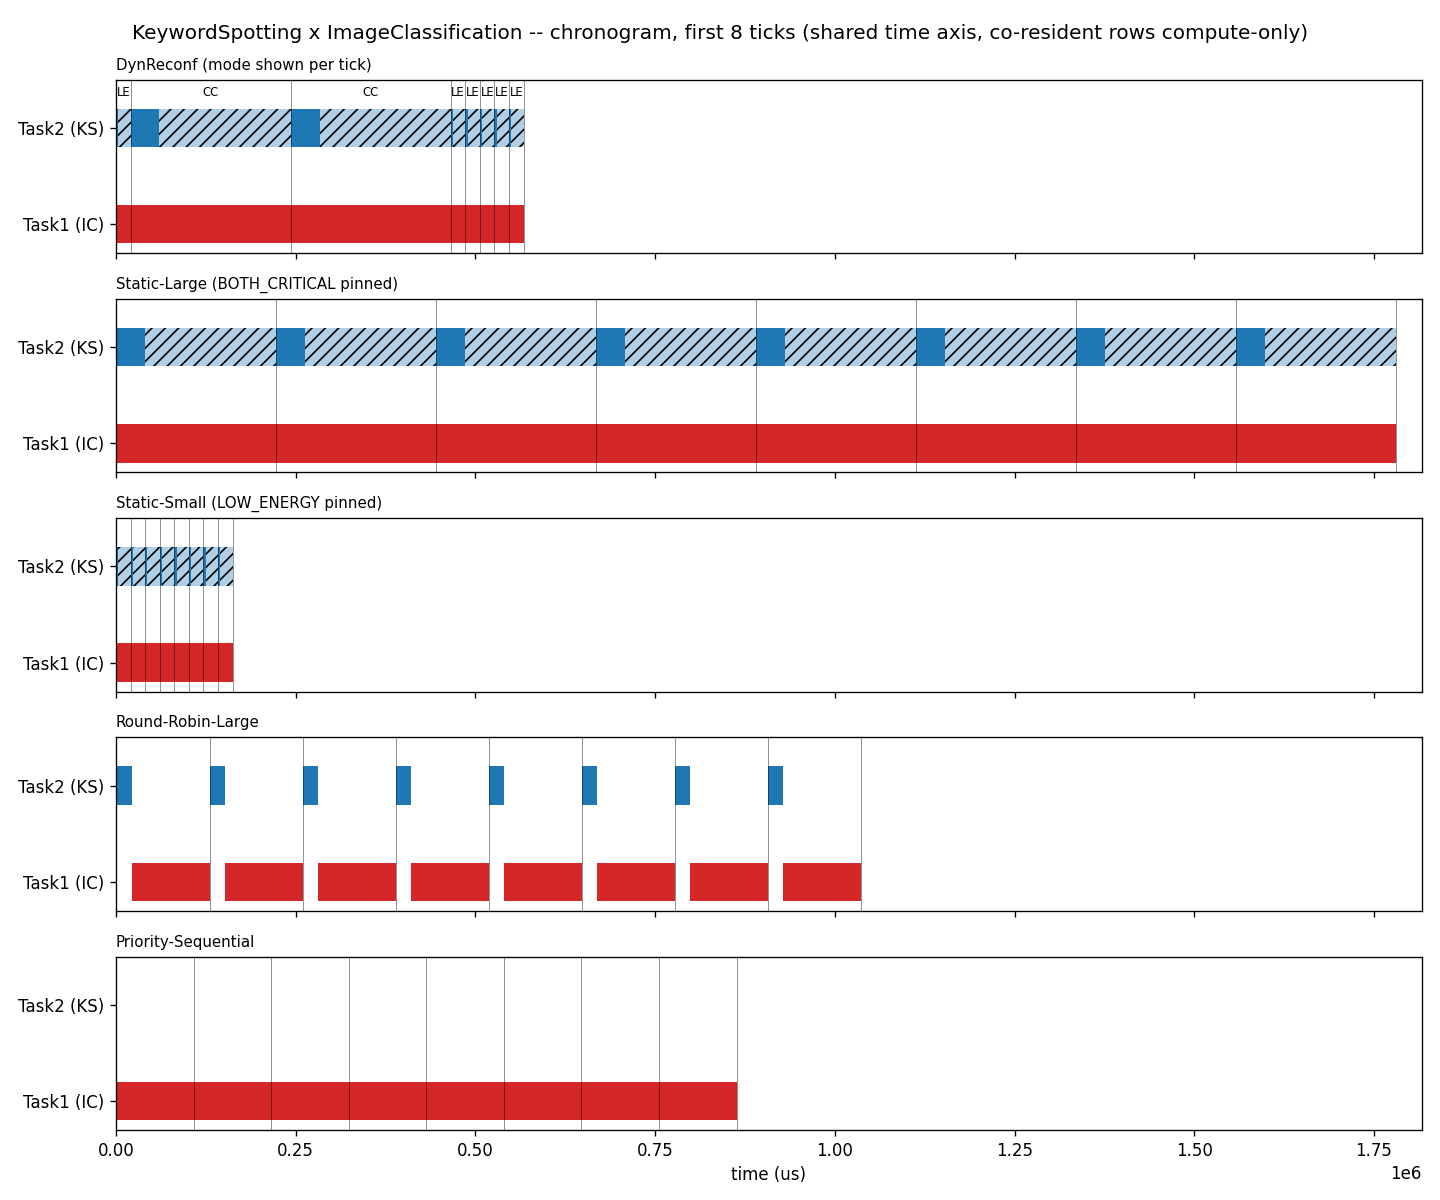 KeywordSpotting x ImageClassification -- chronogram, first 8 ticks (shared time axis, co-resident rows compute-only)
DynReconf (mode shown per tick)
LE CC CC LE LE LE LE LE
Task2 (KS)
Task1 (IC)
Static-Large (BOTH_CRITICAL pinned)
Task2 (KS)
Task1 (IC)
Static-Small (LOW_ENERGY pinned)
Task2 (KS)
Task1 (IC)
Round-Robin-Large
Task2 (KS)
Task1 (IC)
Priority-Sequential
Task2 (KS)
Task1 (IC)
0.00 0.25 0.50 0.75 1.00 1.25 1.50 1.75
time (us)
1e6